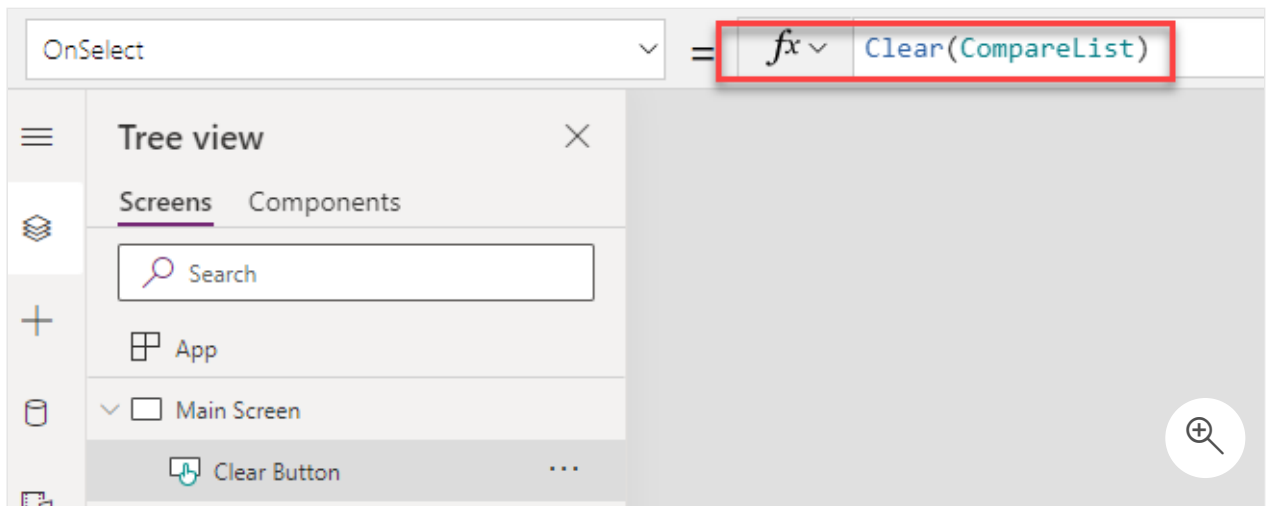 OnSelect = fx Clear(CompareList)
Tree view
Screens Components
Search
App
Main Screen
Clear Button ...